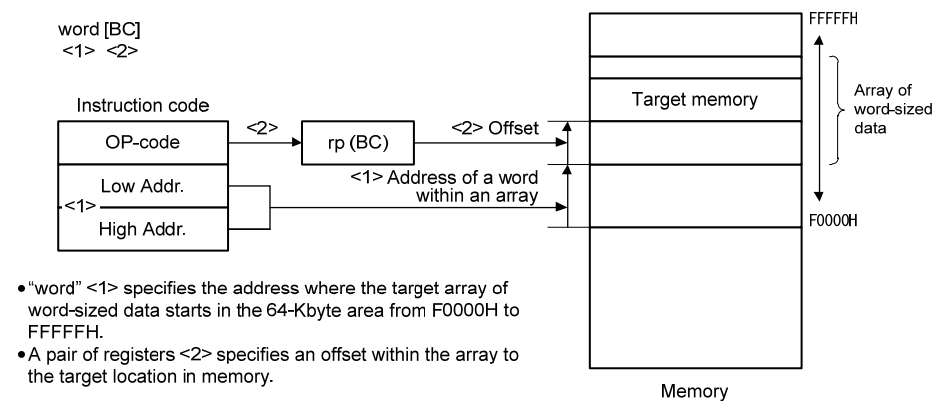 word [BC]
<1> <2>
Instruction code
OP-code
Low Addr.
<1>
High Addr.
<2>
rp (BC)
<2> Offset
<1> Address of a word
within an array
Target memory
FFFFFH
Array of
word-sized
data
F0000H
Memory
• “word” <1> specifies the address where the target array of
word-sized data starts in the 64-Kbyte area from F0000H to
FFFFFH.
• A pair of registers <2> specifies an offset within the array to
the target location in memory.